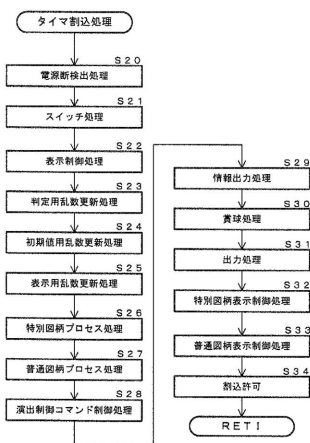 タイマ割込処理
S20
電源断検出処理
S21
スイッチ処理
S22
表示制御処理
S23
判定用乱数更新処理
S24
初期値用乱数更新処理
S25
表示用乱数更新処理
S26
特別図柄プロセス処理
S27
普通図柄プロセス処理
S28
演出制御コマンド制御処理
S29
情報出力処理
S30
賞球処理
S31
出力処理
S32
特別図柄表示制御処理
S33
普通図柄表示制御処理
S34
割込許可
RETI